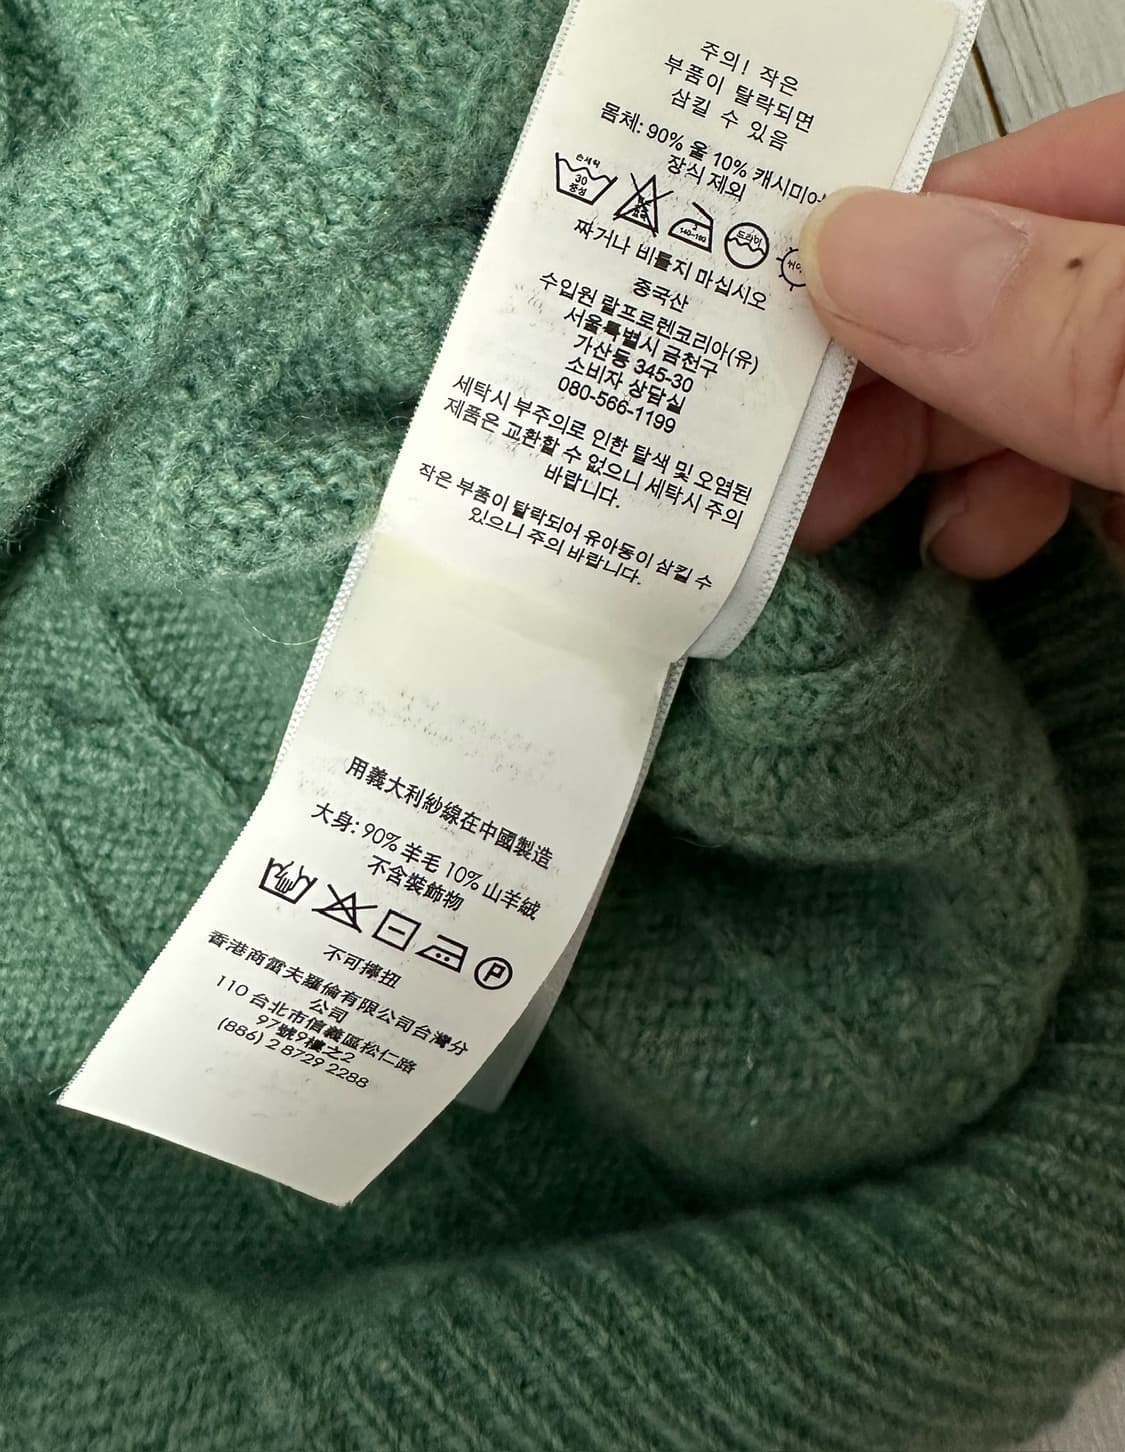 주의! 작은
부품이 탈락되면
삼킬 수 있음
몸체: 90% 울 10% 캐시미어
장식 제외
손세탁
30
중성
드라이
짜거나 비틀지 마십시오
중국산
수입원 랄프로렌코리아(유)
서울특별시 금천구
가산동 345-30
소비자 상담실
080-566-1199
세탁시 부주의로 인한 탈색 및 오염된
제품은 교환할 수 없으니 세탁시 주의
바랍니다.
작은 부품이 탈락되어 유아동이 삼킬 수
있으니 주의 바랍니다.
用義大利紗線在中國製造
大身: 90% 羊毛 10% 山羊絨
不含裝飾物
P
不可擰扭
香港商雷夫羅倫有限公司台灣分
公司
110 台北市信義區松仁路
97號9樓之2
(886) 2 8729 2288